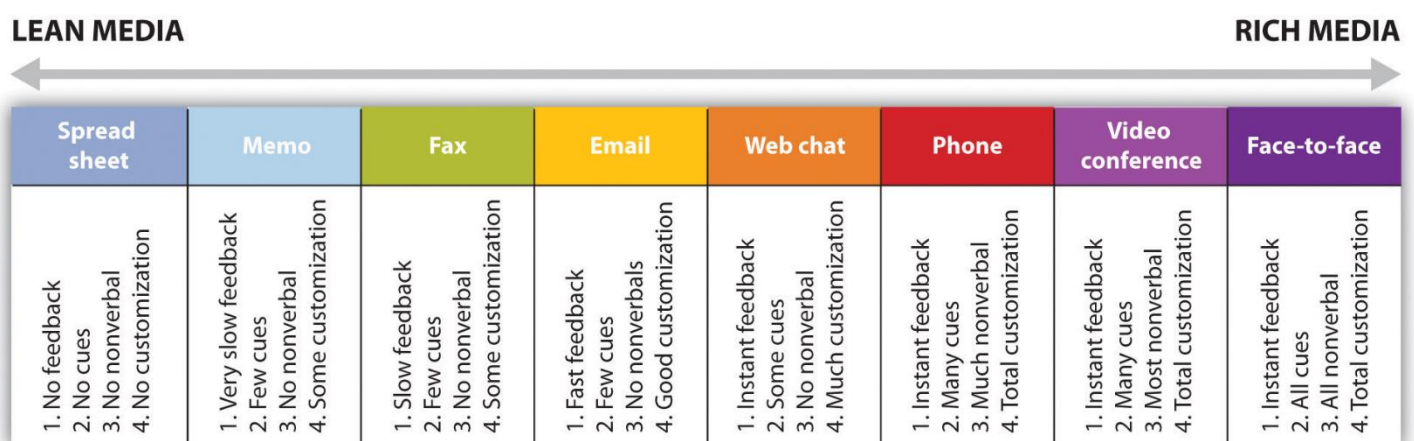 LEAN MEDIA
RICH MEDIA
Spread
sheet
Memo
Fax
Email
Web chat
Phone
Video
conference
Face-to-face
1. No feedback
2. No cues
3. No nonverbal
4. No customization
1. Very slow feedback
2. Few cues
3. No nonverbal
4. Some customization
1. Slow feedback
2. Few cues
3. No nonverbal
4. Some customization
1. Fast feedback
2. Few cues
3. No nonverbals
4. Good customization
1. Instant feedback
2. Some cues
3. No nonverbal
4. Much customization
1. Instant feedback
2. Many cues
3. Much nonverbal
4. Total customization
1. Instant feedback
2. Many cues
3. Most nonverbal
4. Total customization
1. Instant feedback
2. All cues
3. All nonverbal
4. Total customization